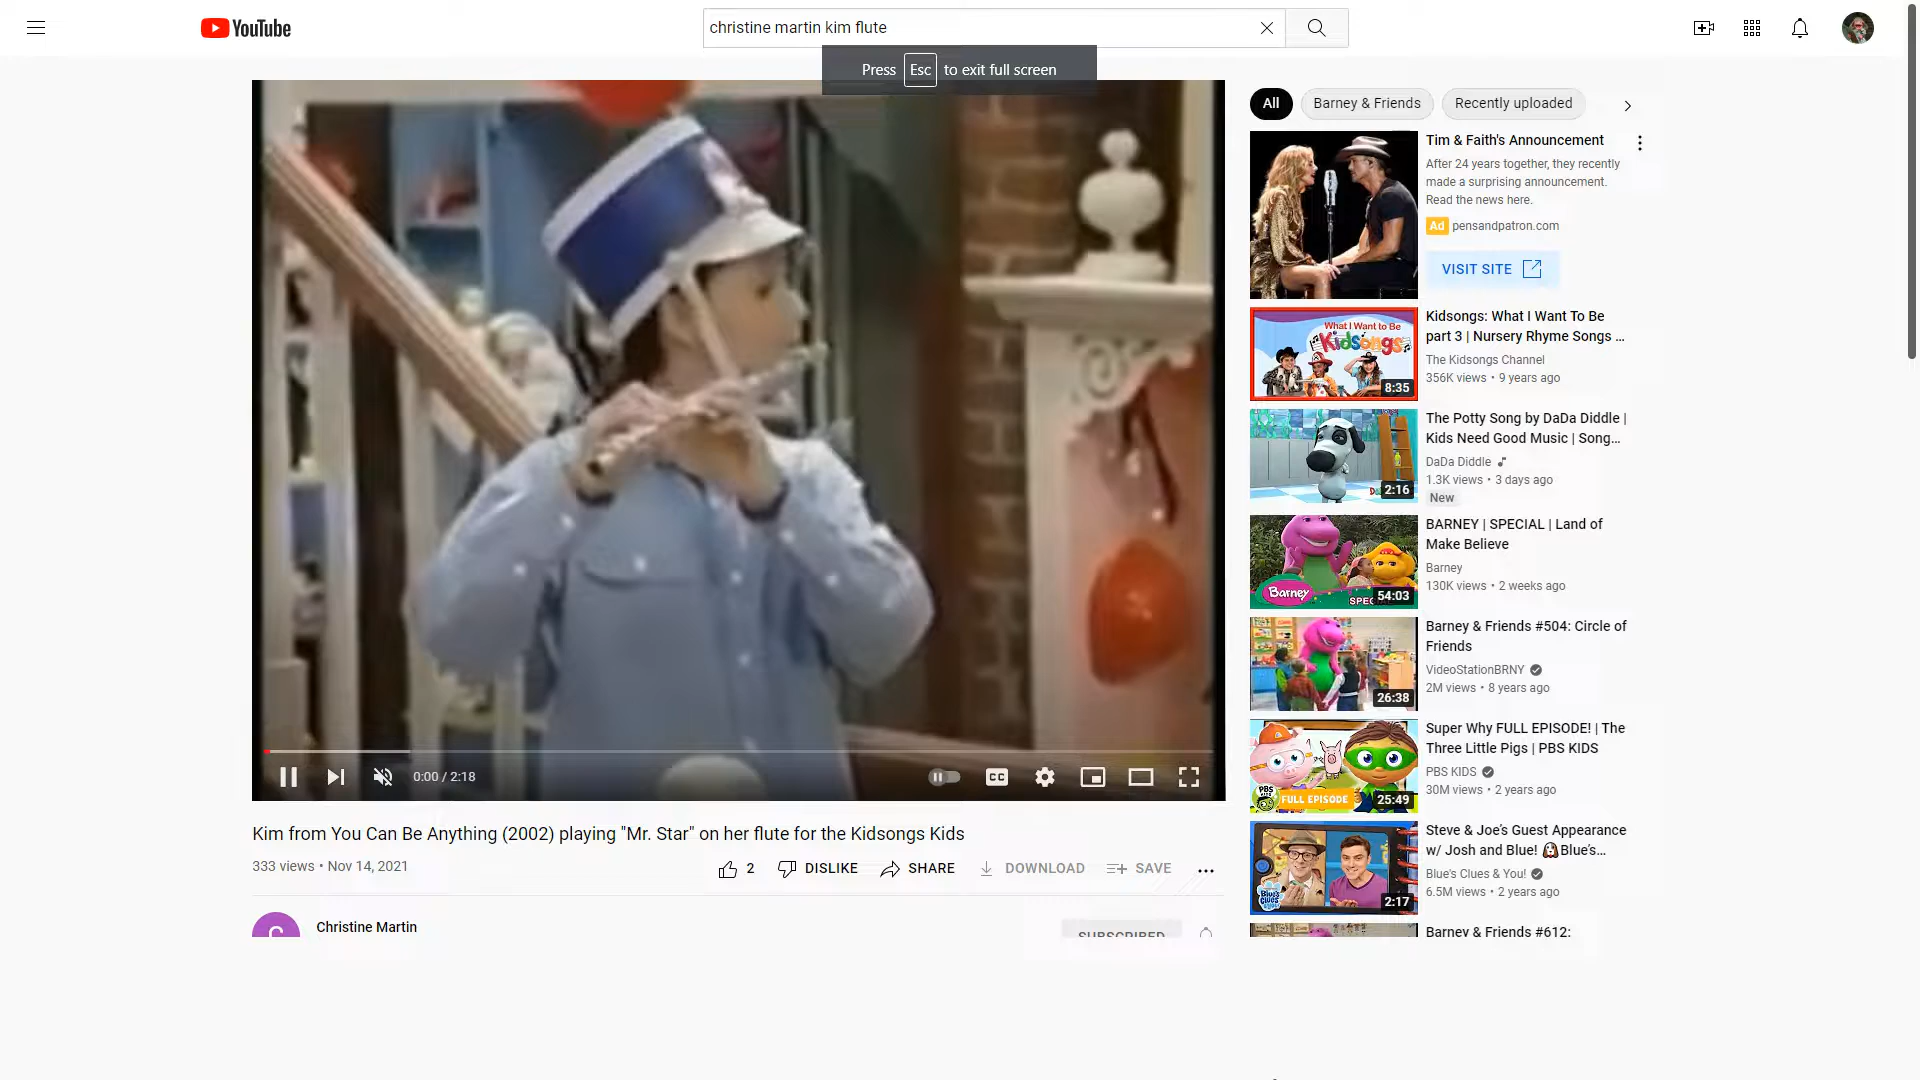 YouTube
christine martin kim flute
Press Esc to exit full screen
All
Barney & Friends
Recently uploaded
Tim & Faith's Announcement
After 24 years together, they recently
made a surprising announcement.
Read the news here.
Ad pensandpatron.com
VISIT SITE
What I Want to Be
Kidsongs
8:35
Kidsongs: What I Want To Be
part 3 | Nursery Rhyme Songs ...
The Kidsongs Channel
356K views • 9 years ago
2:16
The Potty Song by DaDa Diddle |
Kids Need Good Music | Song...
DaDa Diddle
1.3K views • 3 days ago
New
Barney
54:03
BARNEY | SPECIAL | Land of
Make Believe
Barney
130K views • 2 weeks ago
26:38
Barney & Friends #504: Circle of
Friends
VideoStationBRNY
2M views • 8 years ago
PBS KIDS
FULL EPISODE
25:49
Super Why FULL EPISODE! | The
Three Little Pigs | PBS KIDS
PBS KIDS
30M views • 2 years ago
2:17
Steve & Joe's Guest Appearance
w/ Josh and Blue! Blue's...
Blue's Clues & You!
6.5M views • 2 years ago
Barney & Friends #612:
0:00 / 2:18
CC
Kim from You Can Be Anything (2002) playing "Mr. Star" on her flute for the Kidsongs Kids
333 views • Nov 14, 2021
2
DISLIKE
SHARE
DOWNLOAD
SAVE
C
Christine Martin
SUBSCRIBED